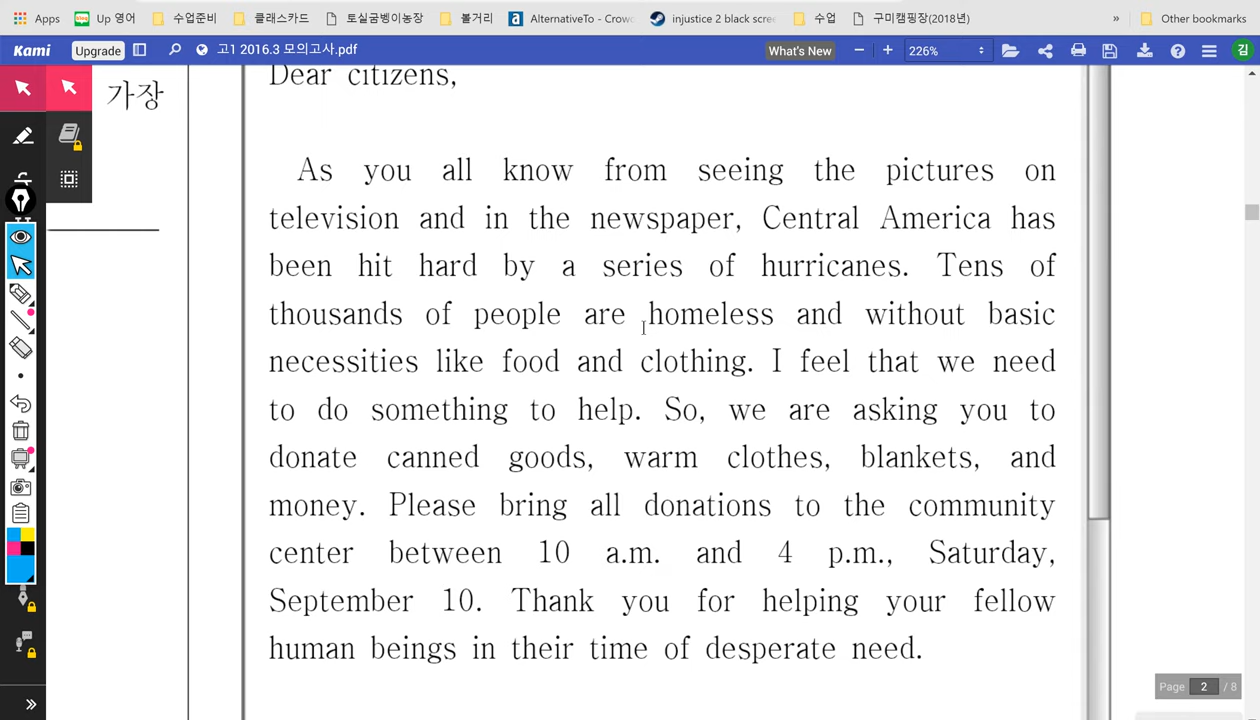 Apps Up 영어 수업준비 클래스카드 토실금벵이농장 볼거리 AlternativeTo - Crow injustice 2 black scree 수업 구미캠핑장(2018년) » Other bookmarks
Kami Upgrade 고1 2016.3 모의고사.pdf What's New 226% 김
가장
Dear citizens,
As you all know from seeing the pictures on
television and in the newspaper, Central America has
been hit hard by a series of hurricanes. Tens of
thousands of people are homeless and without basic
necessities like food and clothing. I feel that we need
to do something to help. So, we are asking you to
donate canned goods, warm clothes, blankets, and
money. Please bring all donations to the community
center between 10 a.m. and 4 p.m., Saturday,
September 10. Thank you for helping your fellow
human beings in their time of desperate need.
Page 2 / 8